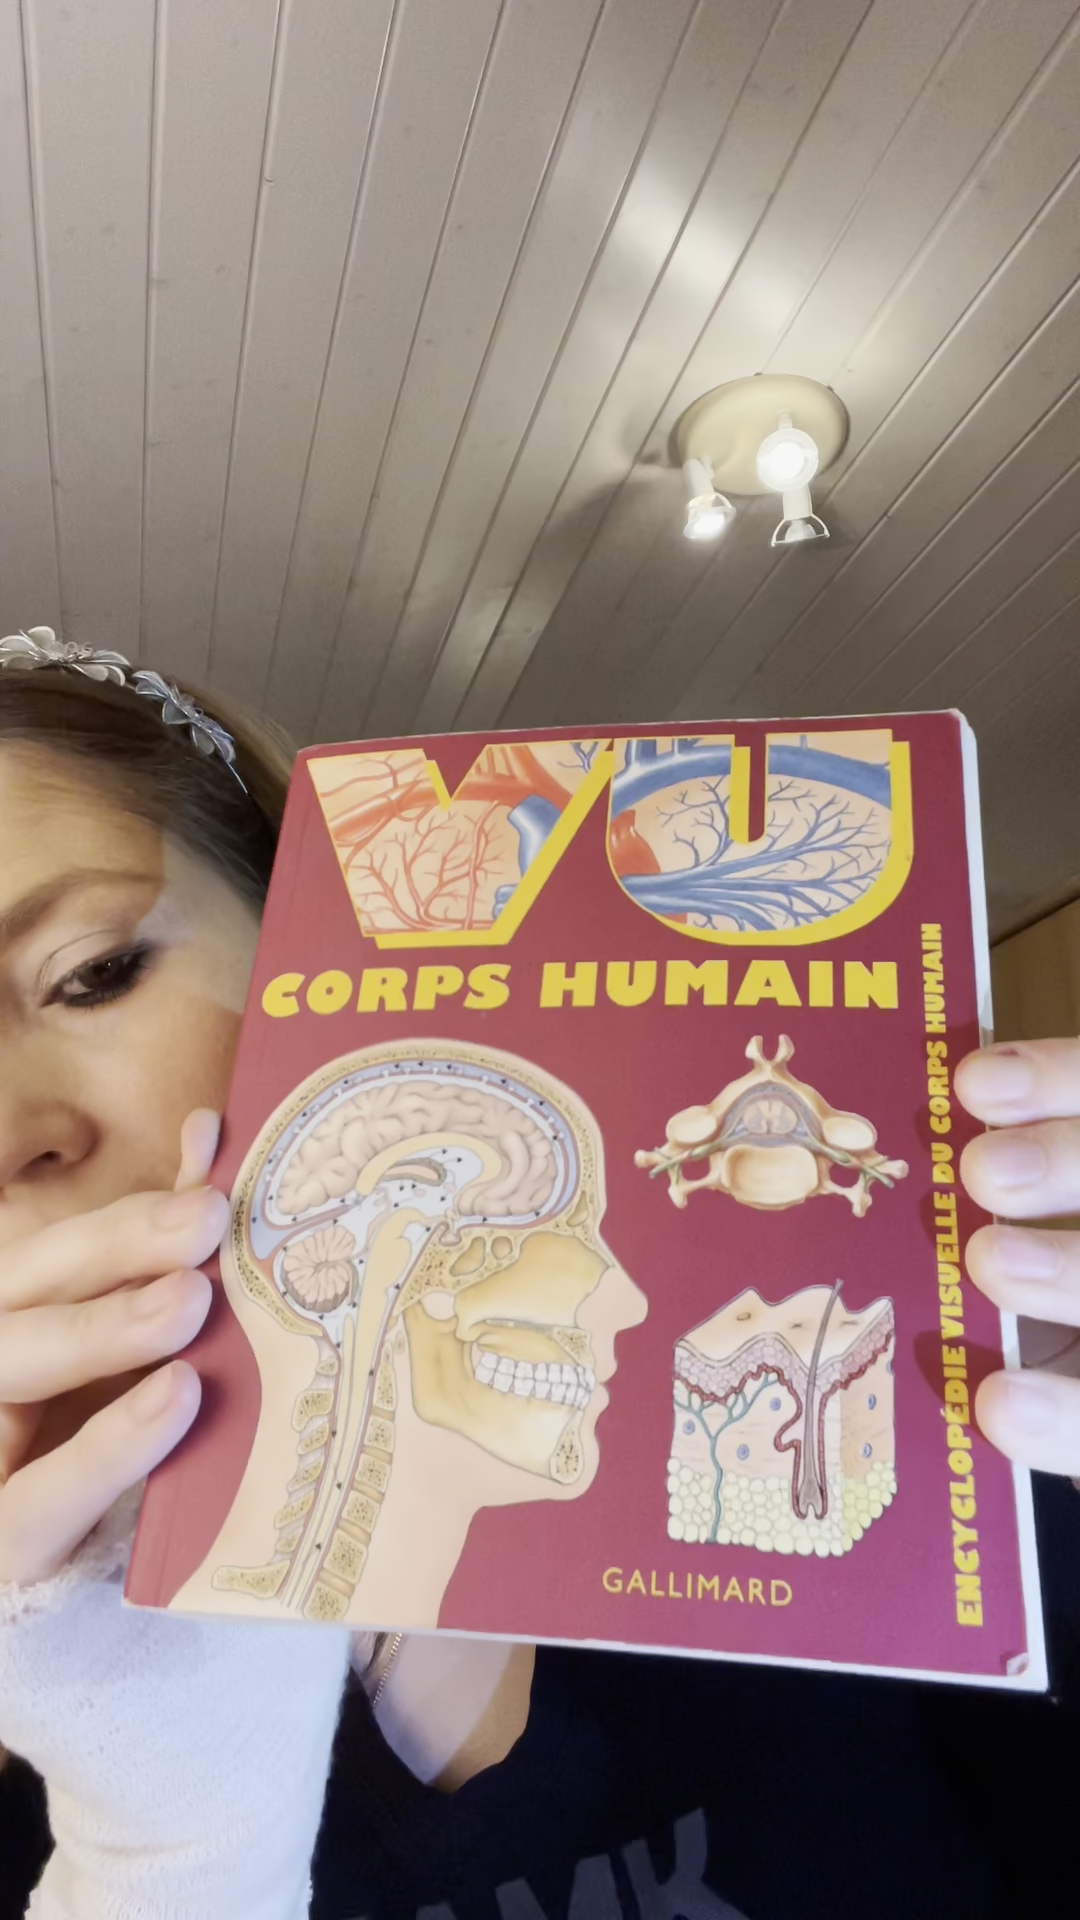 VU
CORPS HUMAIN
ENCYCLOPÉDIE VISUELLE DU CORPS HUMAIN
GALLIMARD